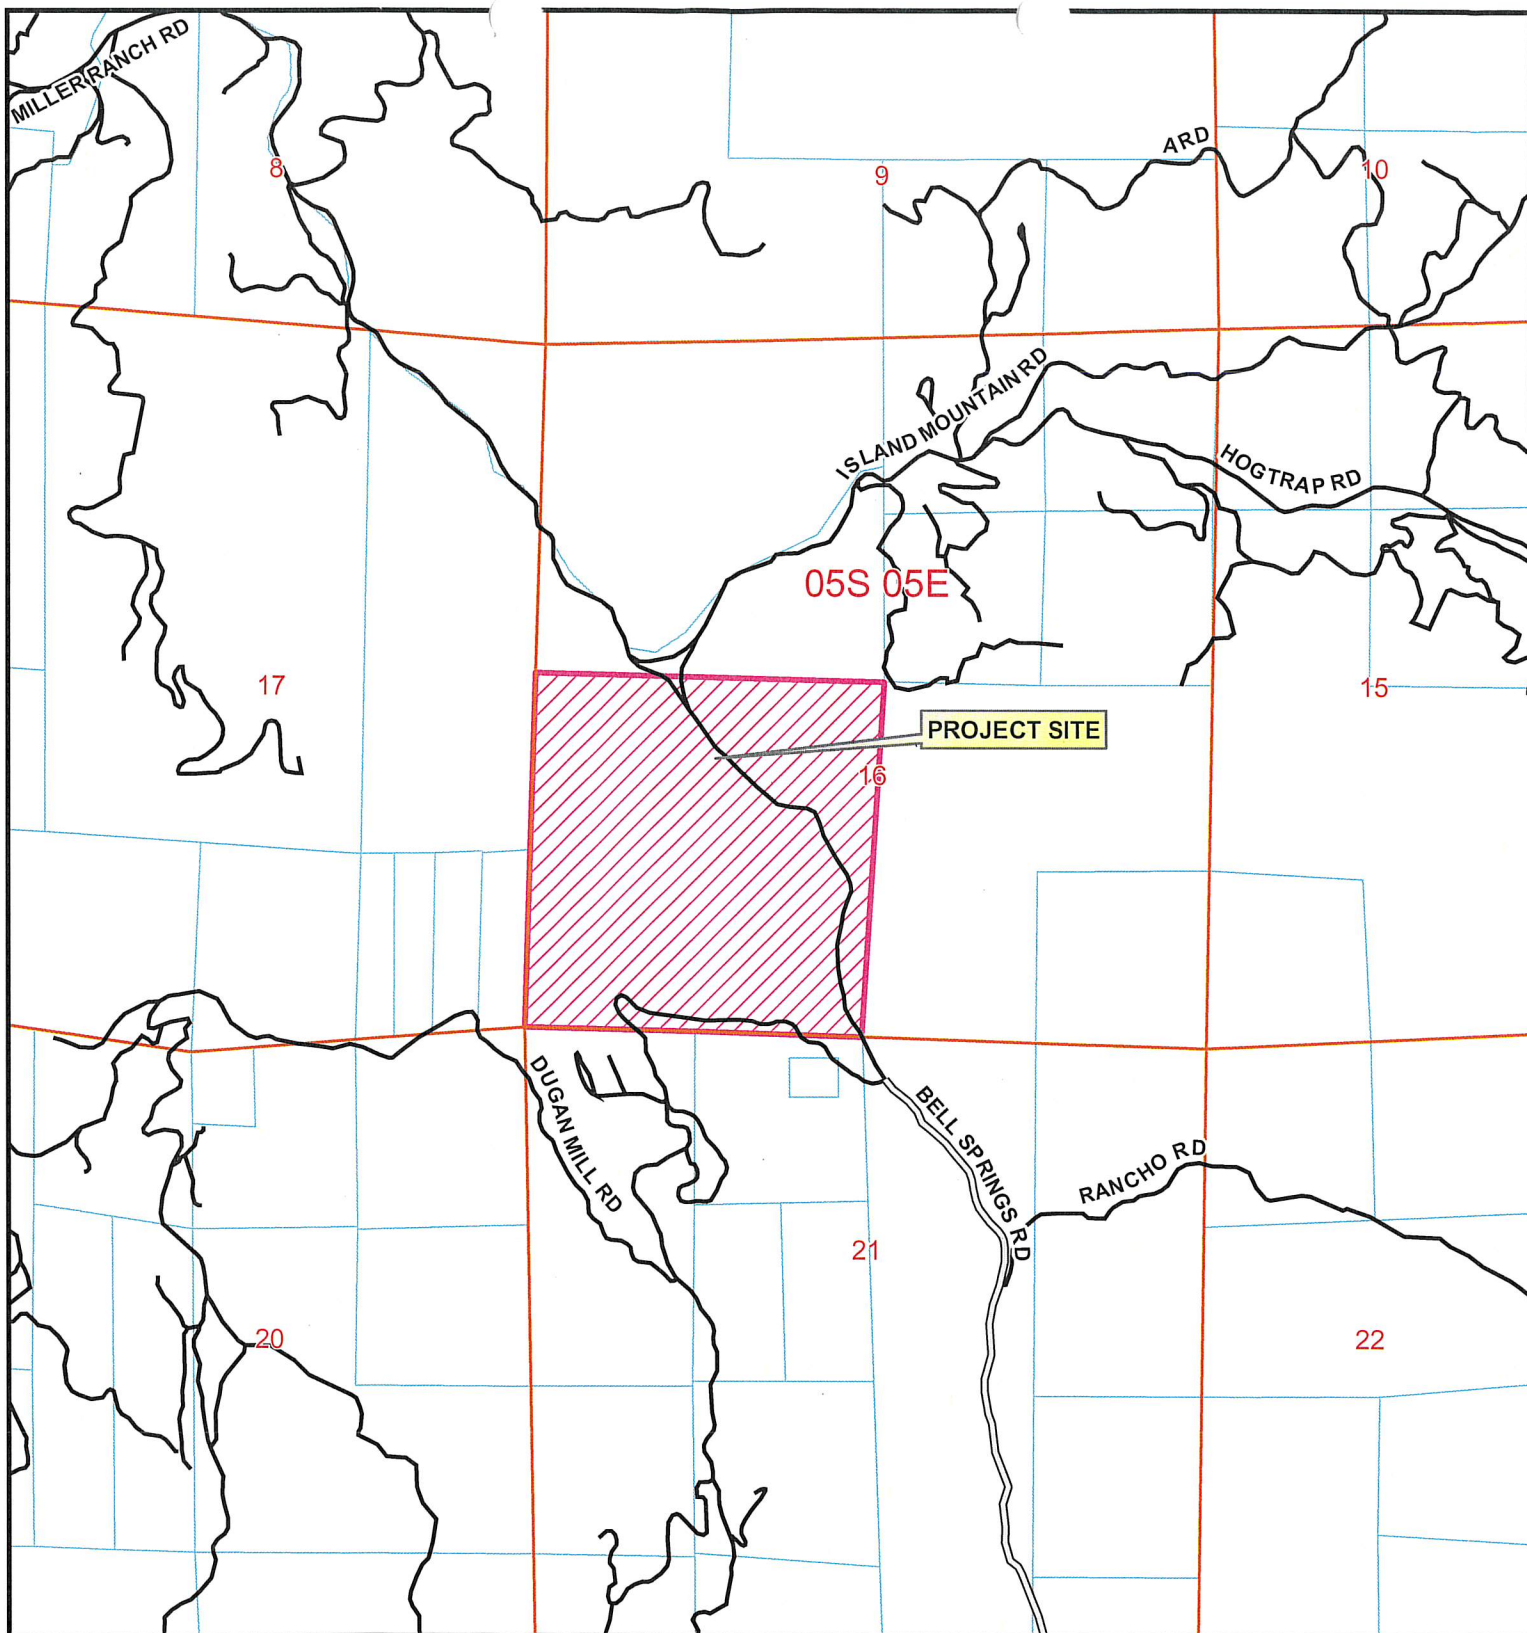 MILLER RANCH RD
8
9
ARD
10
ISLAND MOUNTAIN RD
HOGTRAP RD
05S 05E
17
15
PROJECT SITE
16
DUGAN MILL RD
BELL SPRINGS RD
RANCHO RD
21
20
22